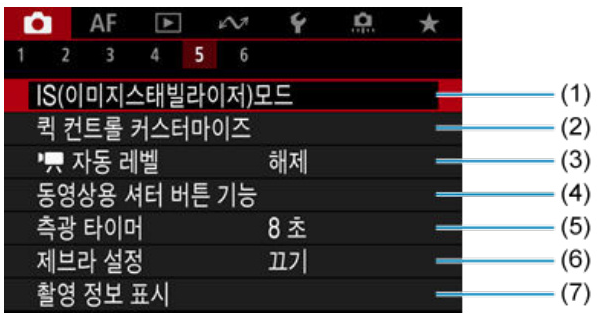 AF
1 2 3 4 5 6
IS(이미지스태빌라이저)모드 (1)
퀵 컨트롤 커스터마이즈 (2)
자동 레벨 해제 (3)
동영상용 셔터 버튼 기능 (4)
측광 타이머 8 초 (5)
제브라 설정 끄기 (6)
촬영 정보 표시 (7)